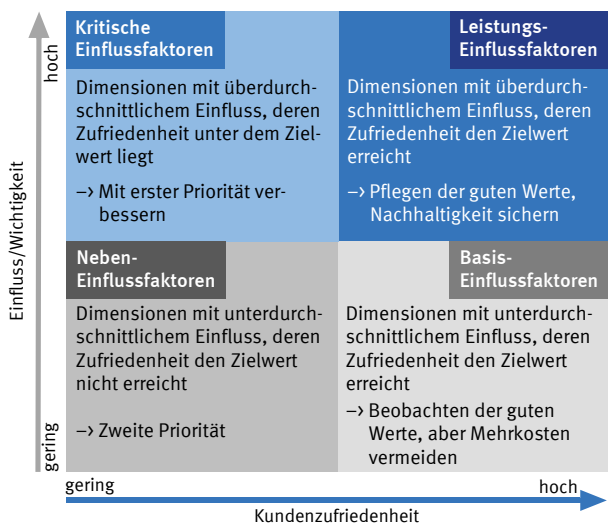 Kritische
Einflussfaktoren
Dimensionen mit überdurch-
schnittlichem Einfluss, deren
Zufriedenheit unter dem Ziel-
wert liegt
–> Mit erster Priorität ver-
bessern
Leistungs-
Einflussfaktoren
Dimensionen mit überdurch-
schnittlichem Einfluss, deren
Zufriedenheit den Zielwert
erreicht
–> Pflegen der guten Werte,
Nachhaltigkeit sichern
Neben-
Einflussfaktoren
Dimensionen mit unterdurch-
schnittlichem Einfluss, deren
Zufriedenheit den Zielwert
nicht erreicht
–> Zweite Priorität
Basis-
Einflussfaktoren
Dimensionen mit unterdurch-
schnittlichem Einfluss, deren
Zufriedenheit den Zielwert
erreicht
–> Beobachten der guten
Werte, aber Mehrkosten
vermeiden
hoch
Einfluss/Wichtigkeit
gering
gering
hoch
Kundenzufriedenheit